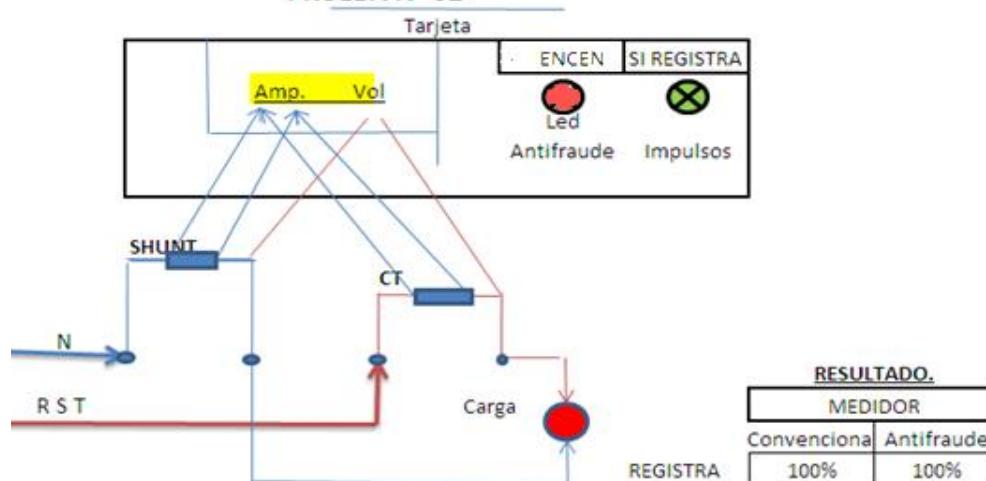 Tarjeta
ENCEN SI REGISTRA
Amp. Vol
Led
Antifraude Impulsos
SHUNT
CT
N
R S T
Carga
RESULTADO.
MEDIDOR
Convenciona Antifraude
REGISTRA 100% 100%